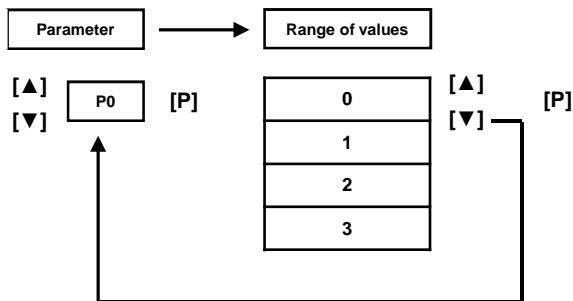 Parameter Range of values
[▲] [▲]
P0 [P] 0 [P]
[▼] [▼]
1
2
3